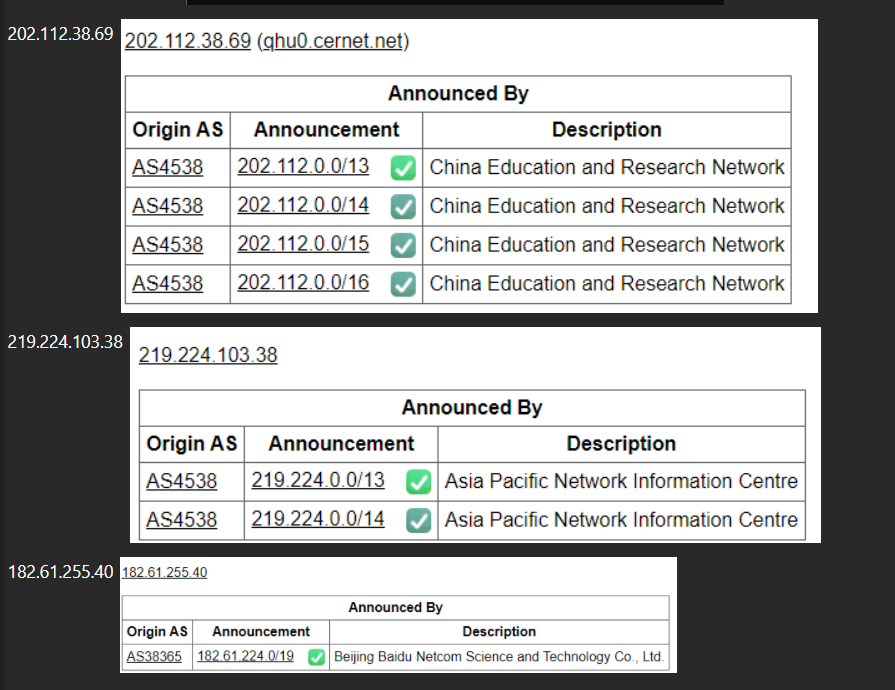 202.112.38.69
202.112.38.69 (qhu0.cernet.net)
Announced By
Origin AS Announcement Description
AS4538 202.112.0.0/13 China Education and Research Network
AS4538 202.112.0.0/14 China Education and Research Network
AS4538 202.112.0.0/15 China Education and Research Network
AS4538 202.112.0.0/16 China Education and Research Network
219.224.103.38
219.224.103.38
Announced By
Origin AS Announcement Description
AS4538 219.224.0.0/13 Asia Pacific Network Information Centre
AS4538 219.224.0.0/14 Asia Pacific Network Information Centre
182.61.255.40
182.61.255.40
Announced By
Origin AS Announcement Description
AS38365 182.61.224.0/19 Beijing Baidu Netcom Science and Technology Co., Ltd.